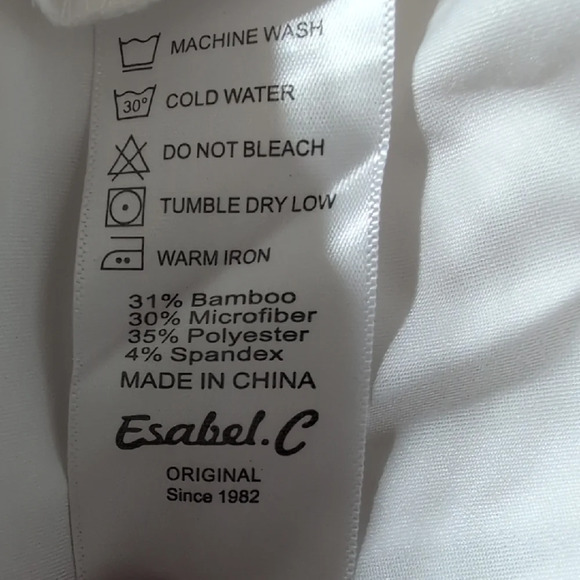 MACHINE WASH
30° COLD WATER
DO NOT BLEACH
TUMBLE DRY LOW
WARM IRON
31% Bamboo
30% Microfiber
35% Polyester
4% Spandex
MADE IN CHINA
Esabel.C
ORIGINAL
Since 1982